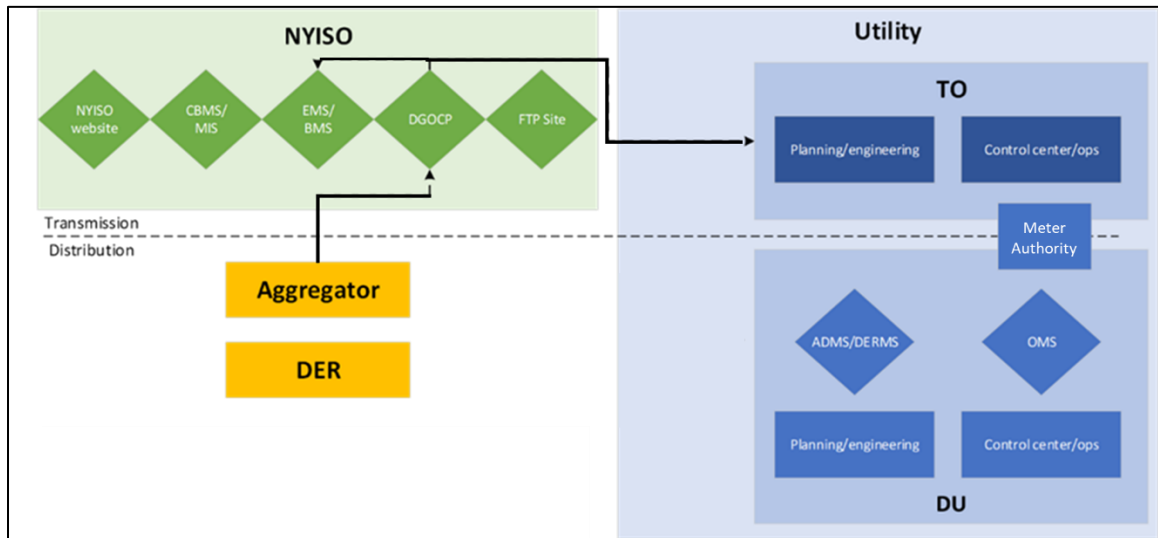 NYISO
NYISO
website
CBMS/
MIS
EMS/
BMS
DGOCP
FTP Site
Transmission
Distribution
Aggregator
DER
Utility
TO
Planning/engineering
Control center/ops
Meter
Authority
ADMS/DERMS
OMS
Planning/engineering
Control center/ops
DU